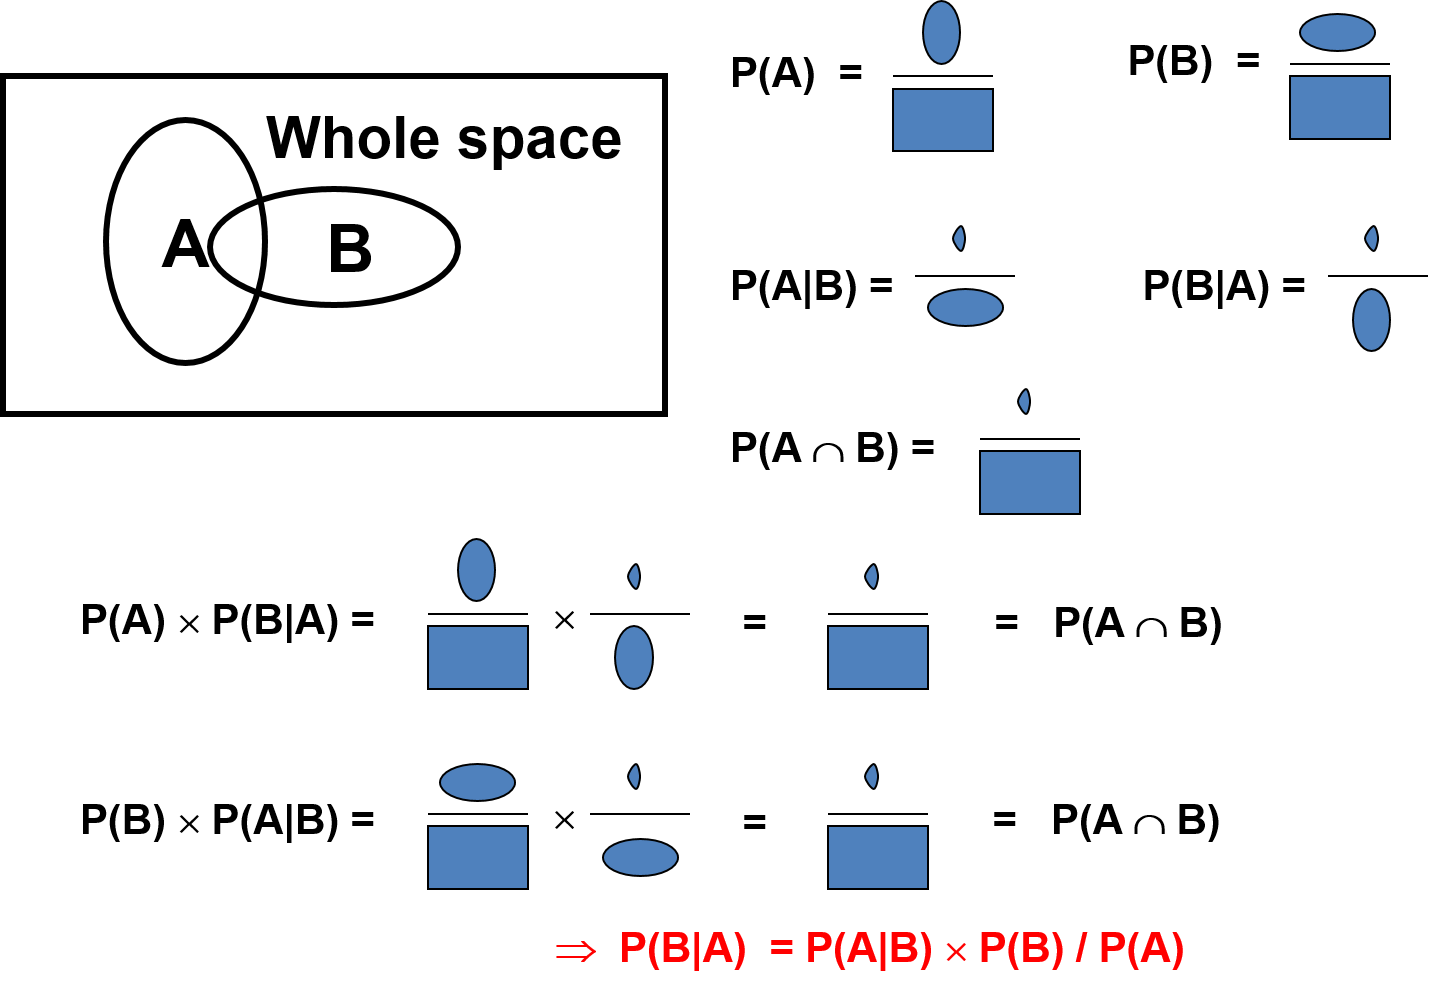 Whole space
A
B
P(A) =
P(B) =
P(A|B) =
P(B|A) =
P(A ∩ B) =
P(A) × P(B|A) = × = = P(A ∩ B)
P(B) × P(A|B) = × = = P(A ∩ B)
⇒ P(B|A) = P(A|B) × P(B) / P(A)